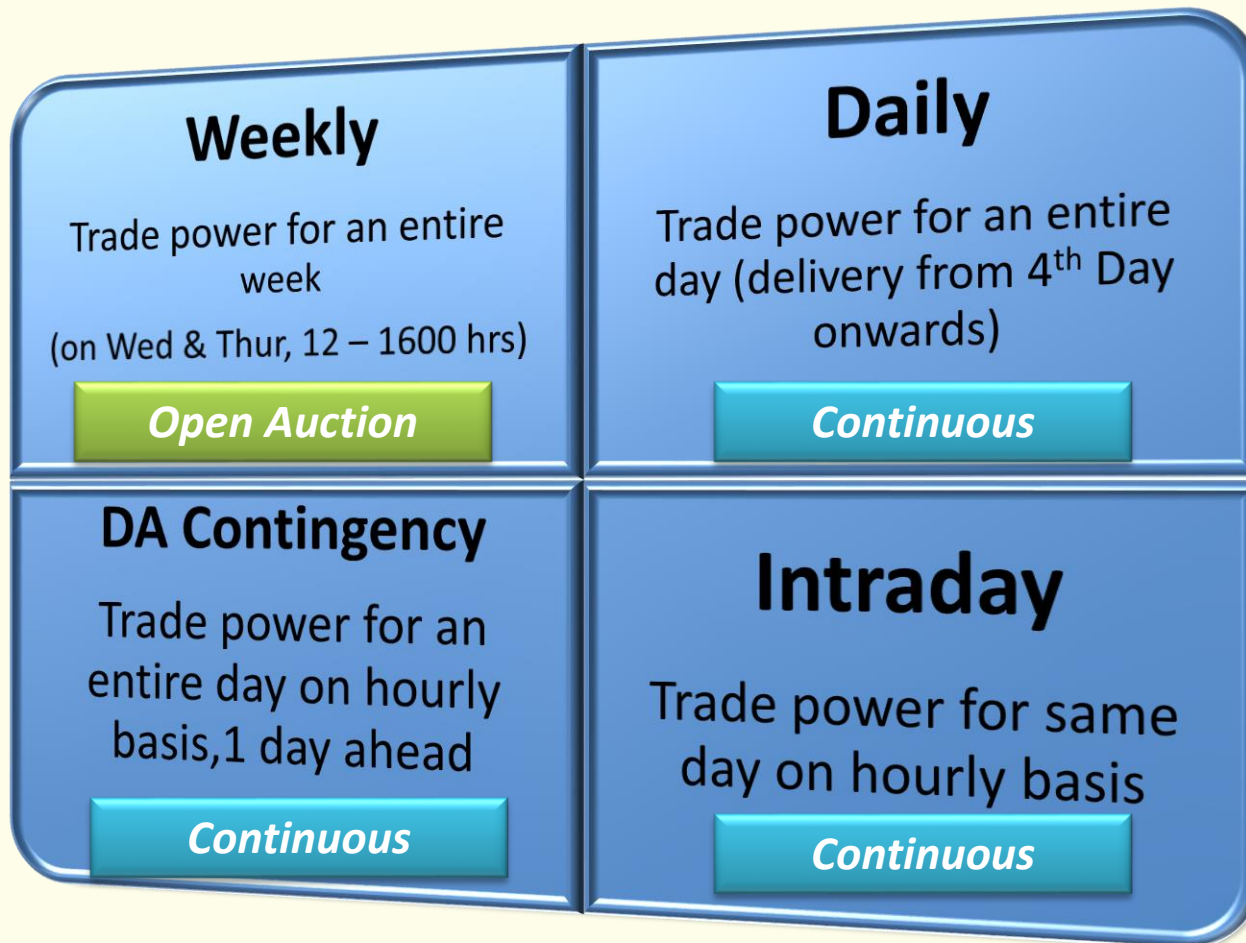 Weekly
Trade power for an entire
week
(on Wed & Thur, 12 – 1600 hrs)
Open Auction
Daily
Trade power for an entire
day (delivery from 4th Day
onwards)
Continuous
DA Contingency
Trade power for an
entire day on hourly
basis,1 day ahead
Continuous
Intraday
Trade power for same
day on hourly basis
Continuous